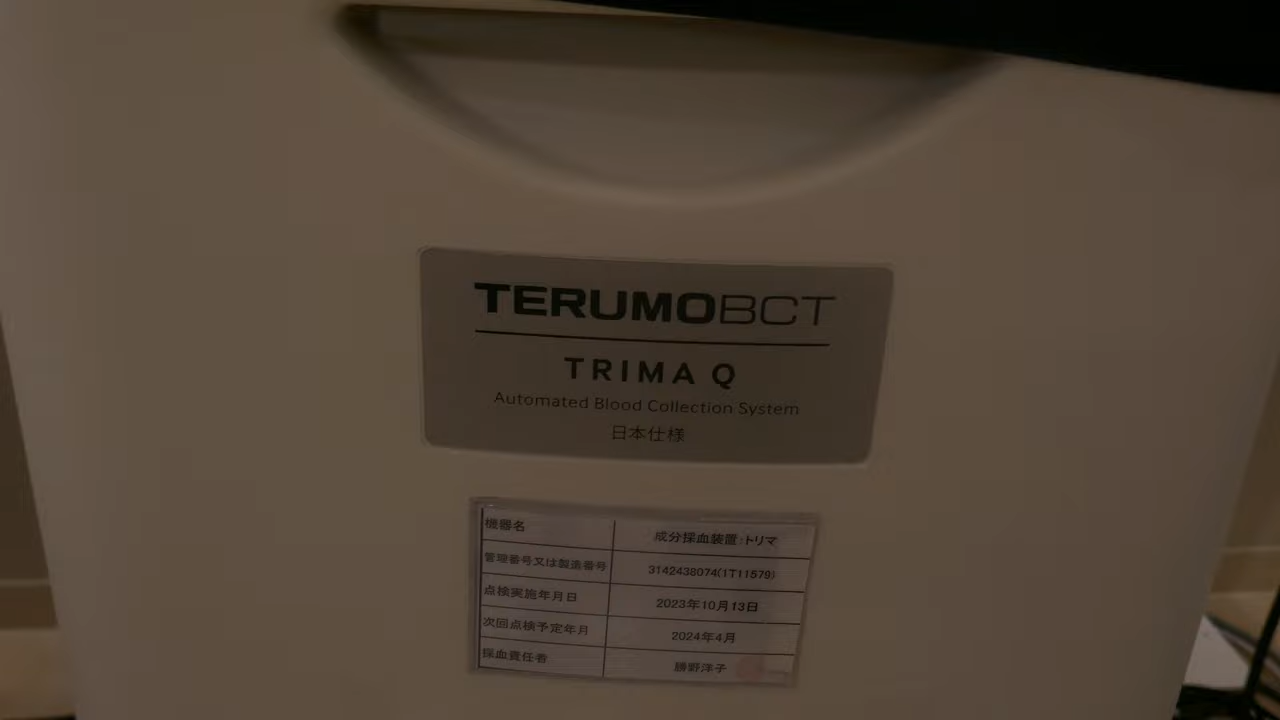 TERUMOBCT
TRIMA Q
Automated Blood Collection System
日本仕様
機器名 成分採血装置:トリマ
管理番号又は製造番号 3142438074(1T11579)
点検実施年月日 2023年10月13日
次回点検予定年月 2024年4月
採血責任者 勝野洋子